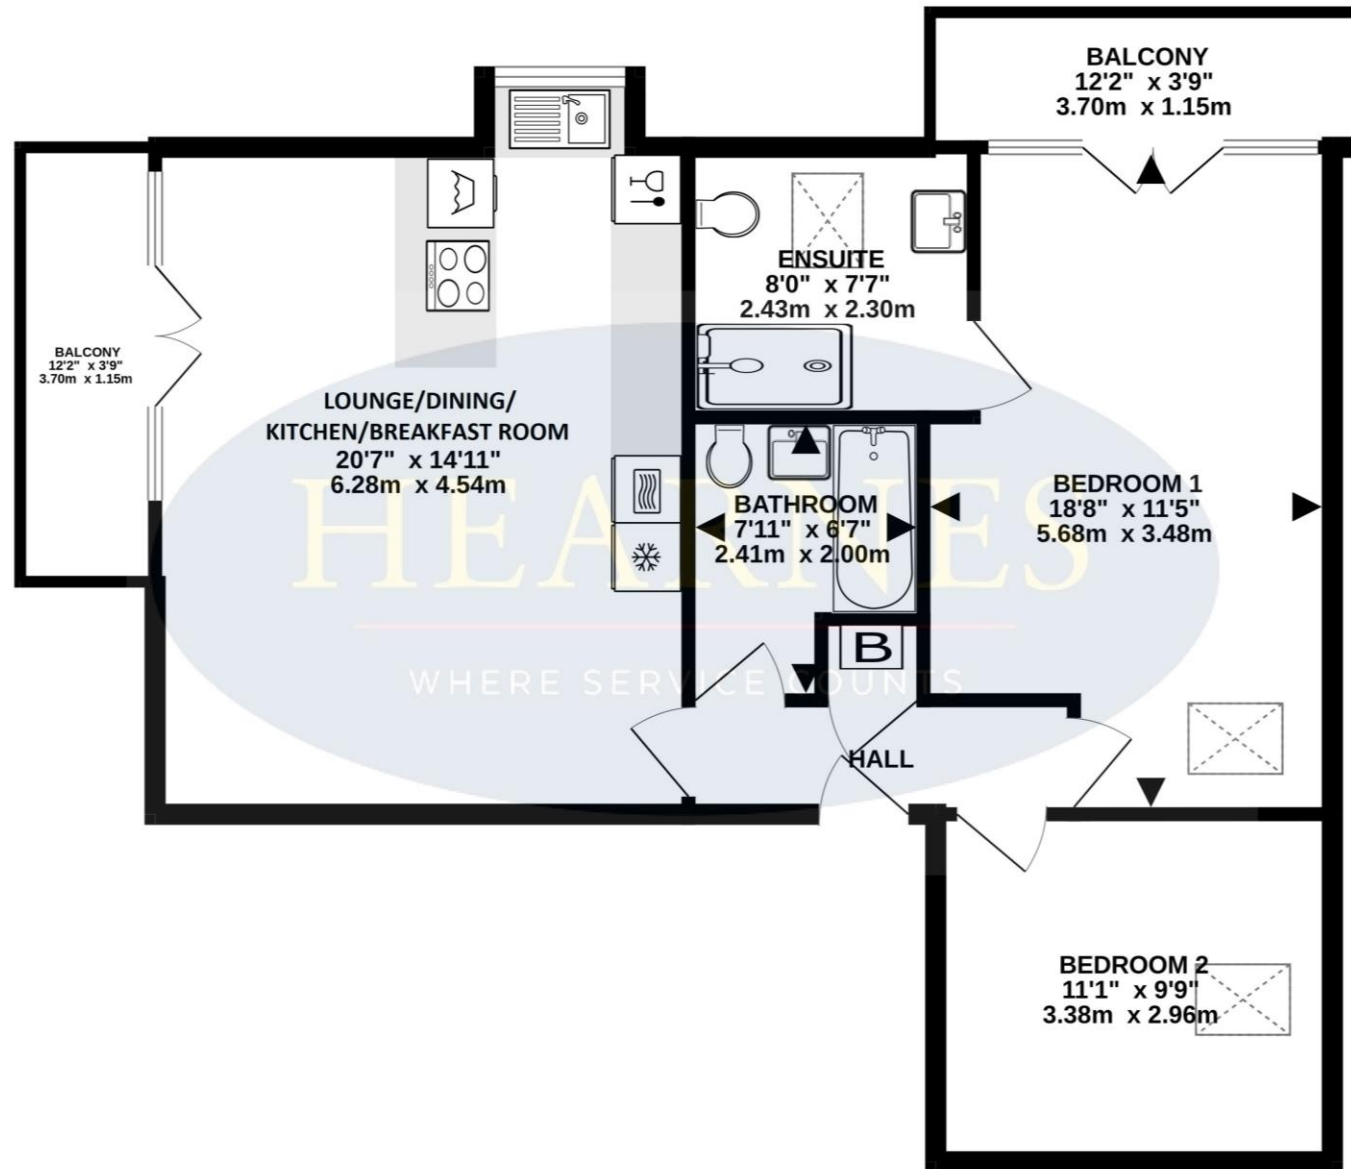 BALCONY
12'2" x 3'9"
3.70m x 1.15m
BALCONY
12'2" x 3'9"
3.70m x 1.15m
ENSUITE
8'0" x 7'7"
2.43m x 2.30m
LOUNGE/DINING/
KITCHEN/BREAKFAST ROOM
20'7" x 14'11"
6.28m x 4.54m
BATHROOM
7'11" x 6'7"
2.41m x 2.00m
BEDROOM 1
18'8" x 11'5"
5.68m x 3.48m
HEARNES
WHERE SERVICE COUNTS
B
HALL
BEDROOM 2
11'1" x 9'9"
3.38m x 2.96m